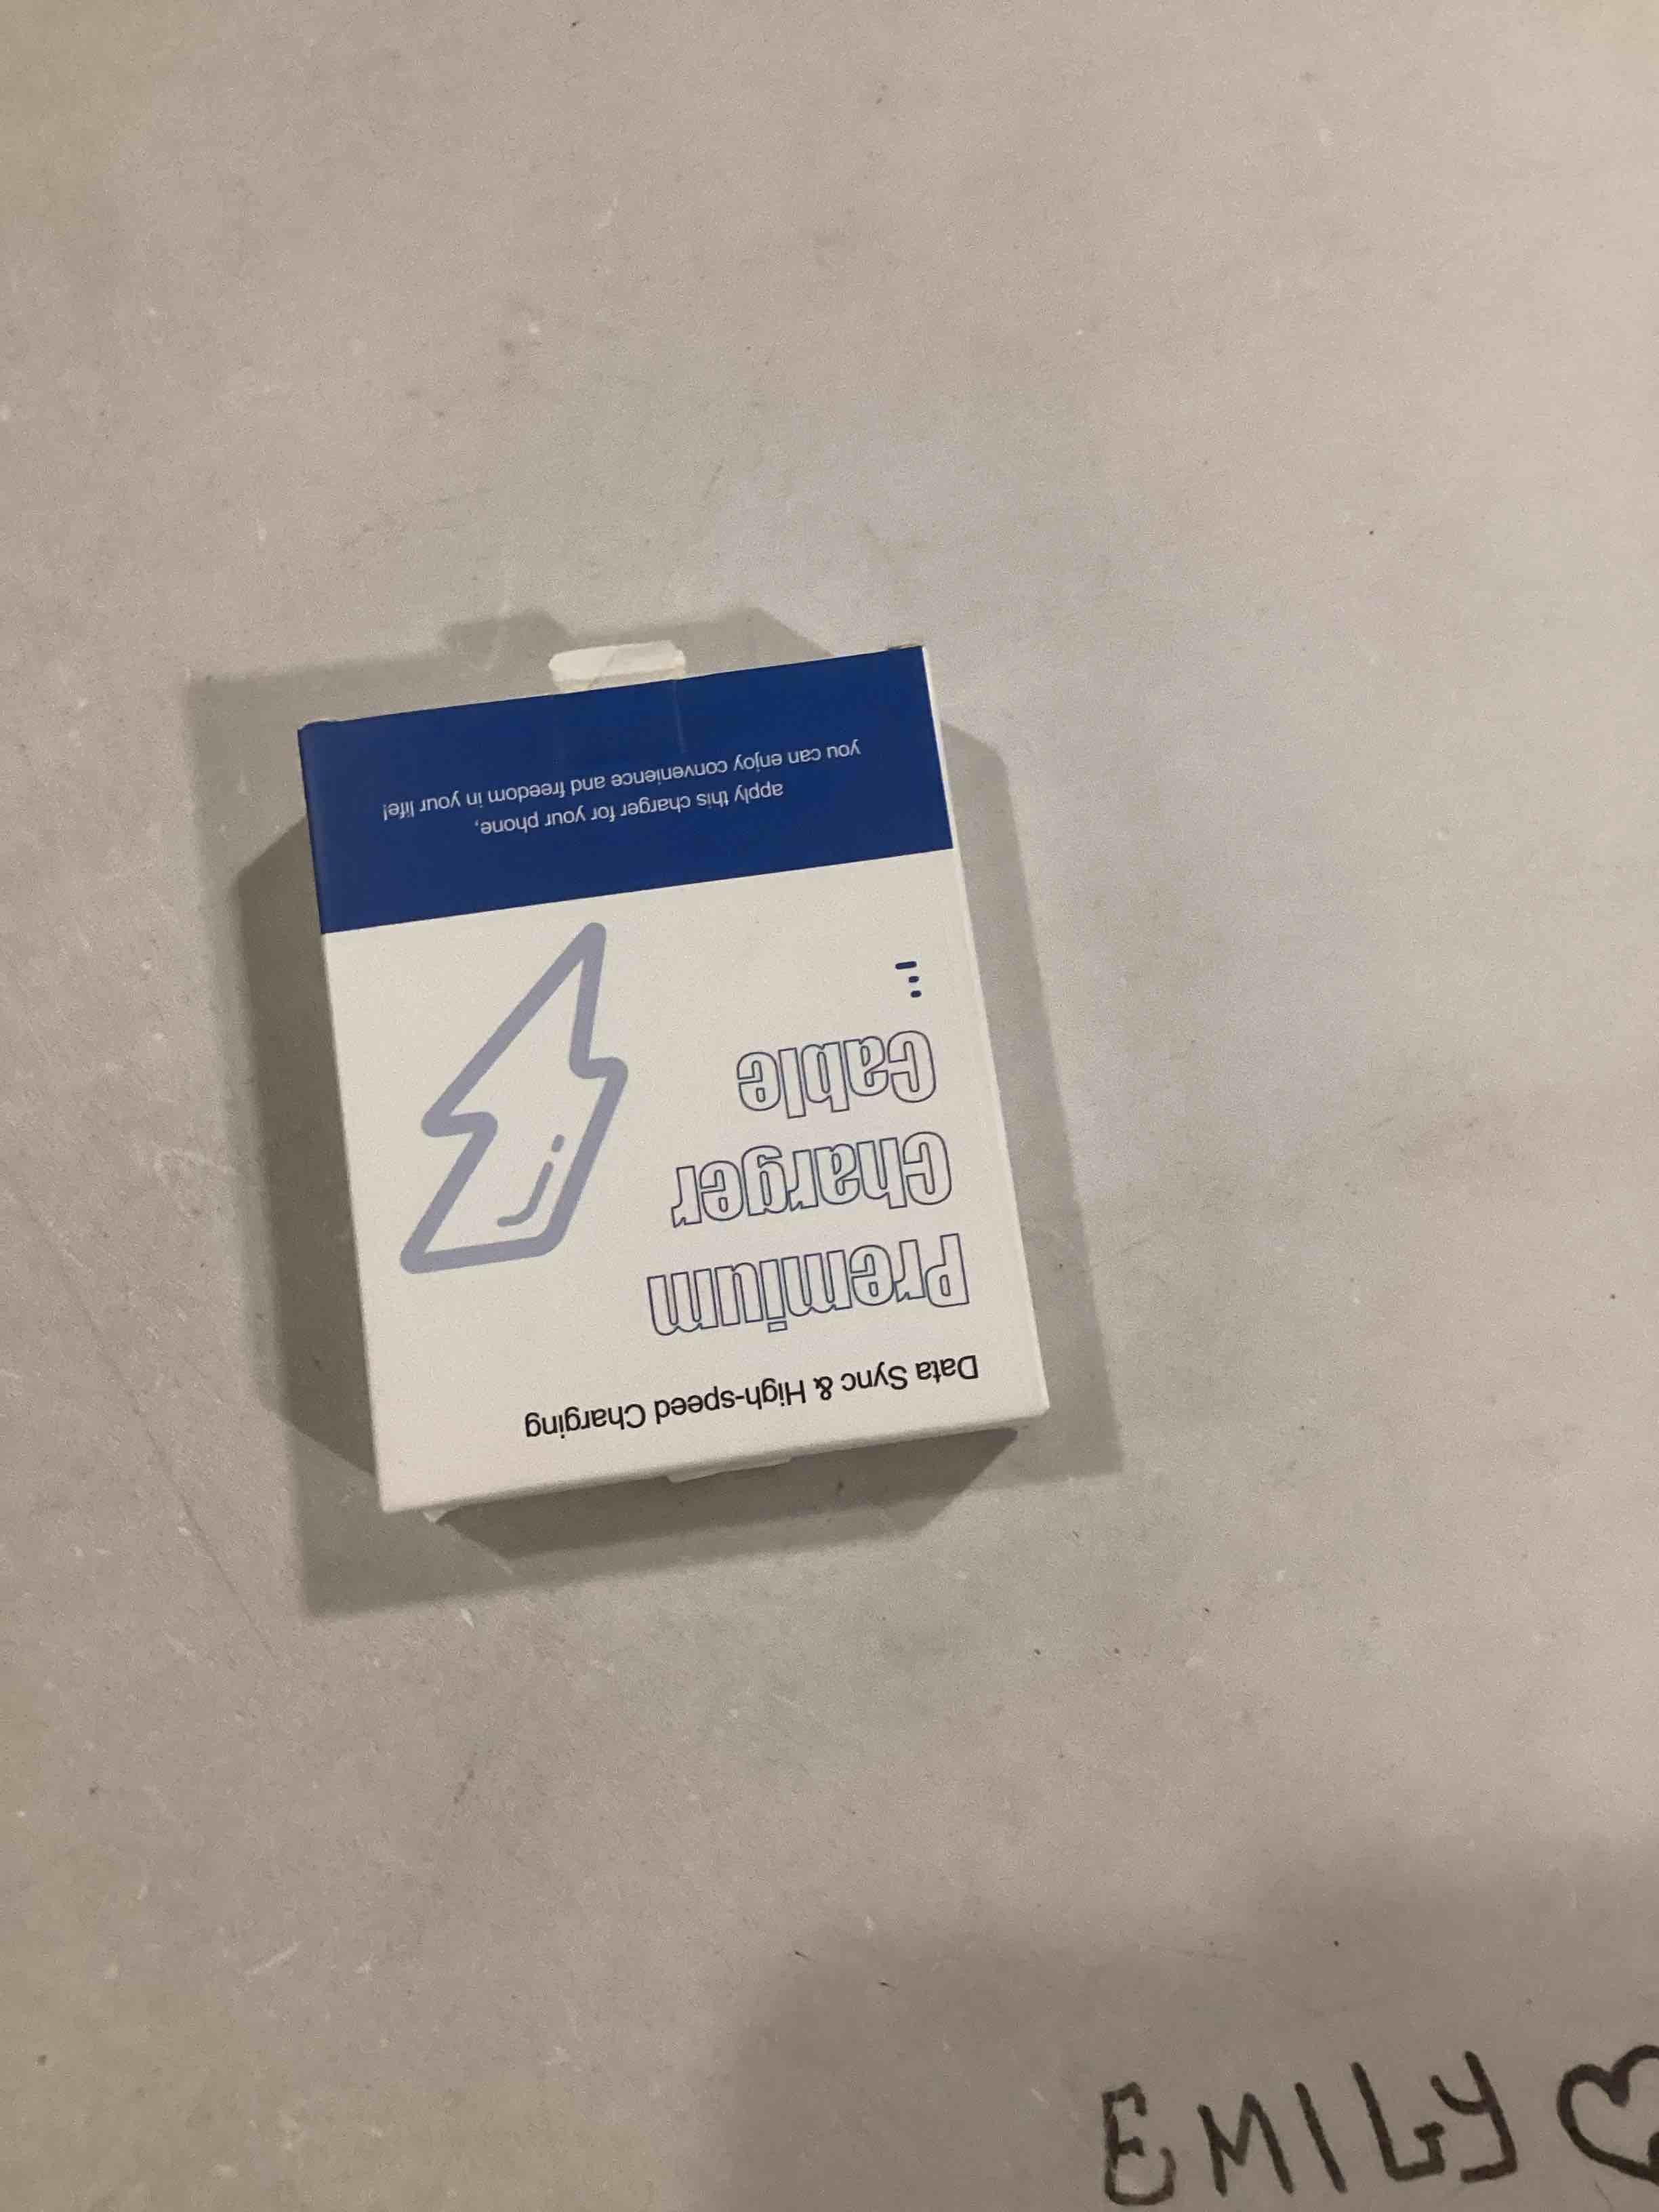 Data Sync & High-speed Charging
Premium
Charger
Cable
apply this charger for your phone,
you can enjoy convenience and freedom in your life!
EMILY